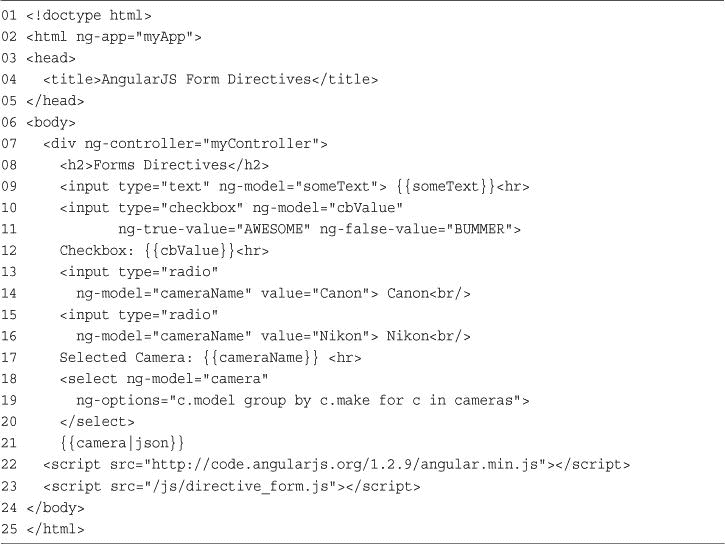 01 <!doctype html>
02 <html ng-app="myApp">
03 <head>
04   <title>AngularJS Form Directives</title>
05 </head>
06 <body>
07   <div ng-controller="myController">
08     <h2>Forms Directives</h2>
09     <input type="text" ng-model="someText"> {{someText}}<hr>
10     <input type="checkbox" ng-model="cbValue"
11            ng-true-value="AWESOME" ng-false-value="BUMMER">
12     Checkbox: {{cbValue}}<hr>
13     <input type="radio"
14       ng-model="cameraName" value="Canon"> Canon<br/>
15     <input type="radio"
16       ng-model="cameraName" value="Nikon"> Nikon<br/>
17     Selected Camera: {{cameraName}} <hr>
18     <select ng-model="camera"
19       ng-options="c.model group by c.make for c in cameras">
20     </select>
21     {{camera|json}}
22   <script src="http://code.angularjs.org/1.2.9/angular.min.js"></script>
23   <script src="/js/directive_form.js"></script>
24 </body>
25 </html>